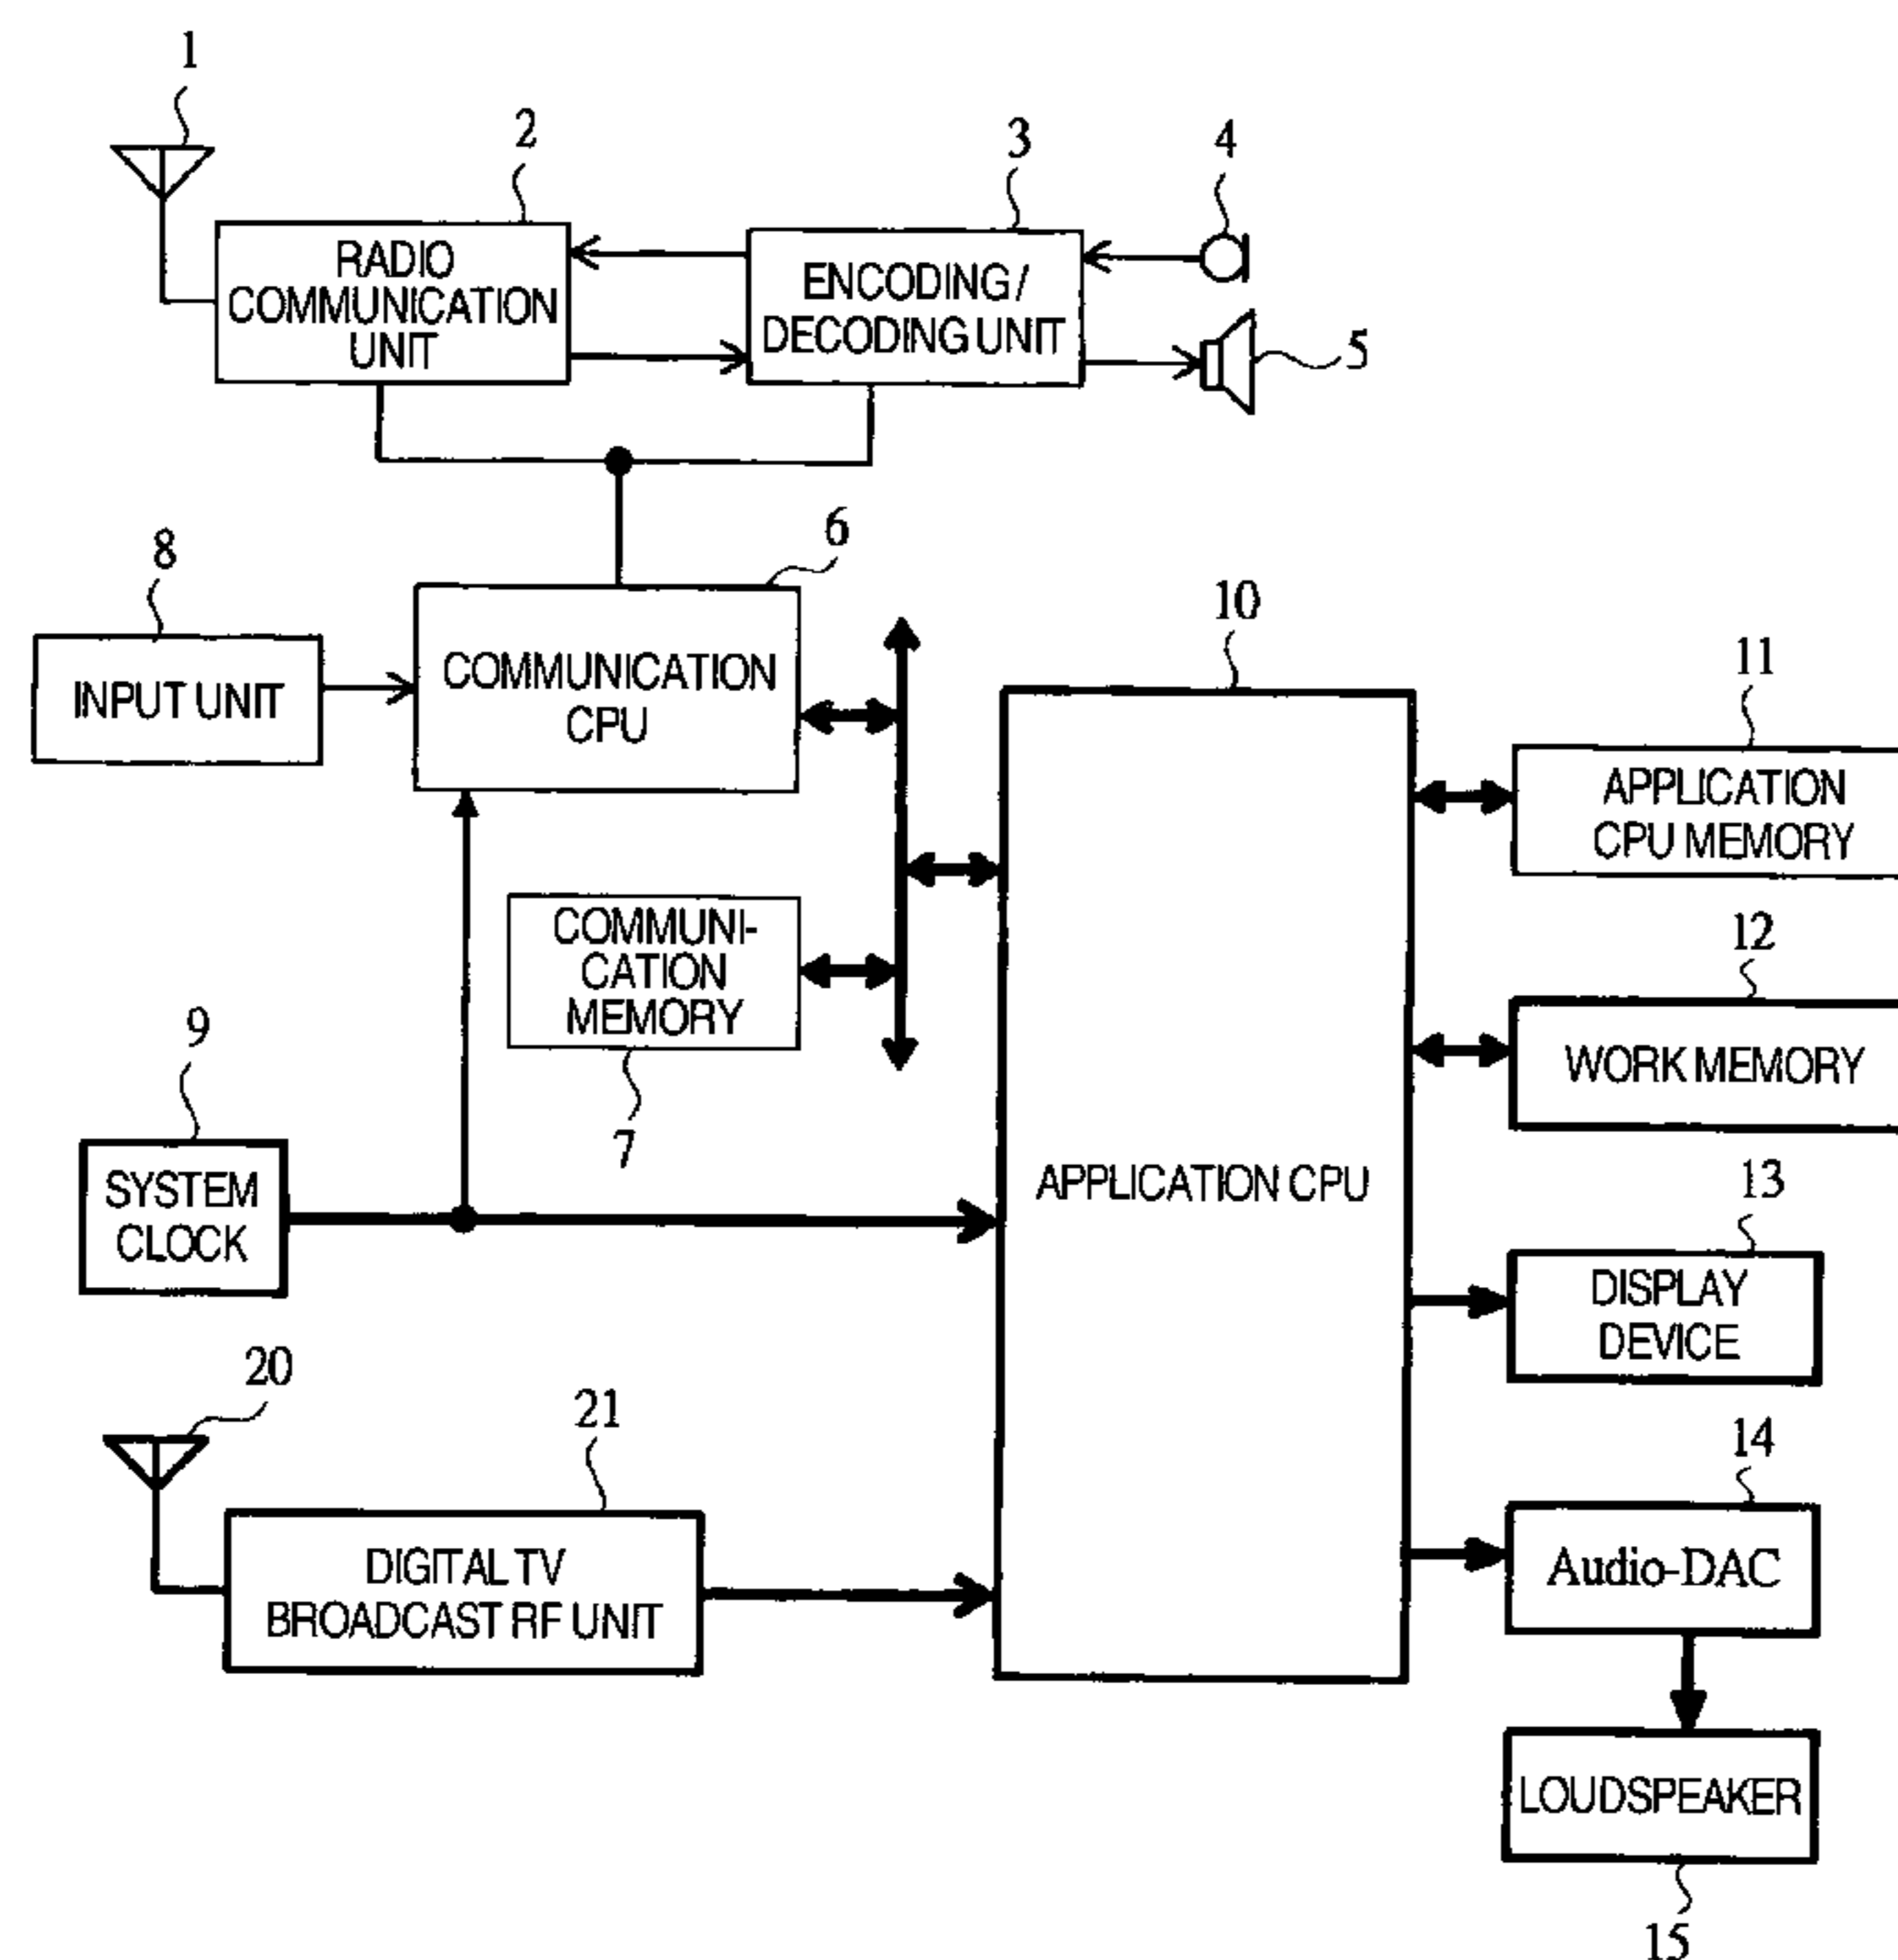 1
2
3
4
RADIO
COMMUNICATION
UNIT
ENCODING/
DECODING UNIT
5
8
6
10
INPUT UNIT
COMMUNICATION
CPU
11
APPLICATION
CPU MEMORY
COMMUNI-
CATION
MEMORY
7
12
WORK MEMORY
9
SYSTEM
CLOCK
APPLICATION CPU
13
DISPLAY
DEVICE
20
21
DIGITAL TV
BROADCAST RF UNIT
14
Audio-DAC
LOUDSPEAKER
15